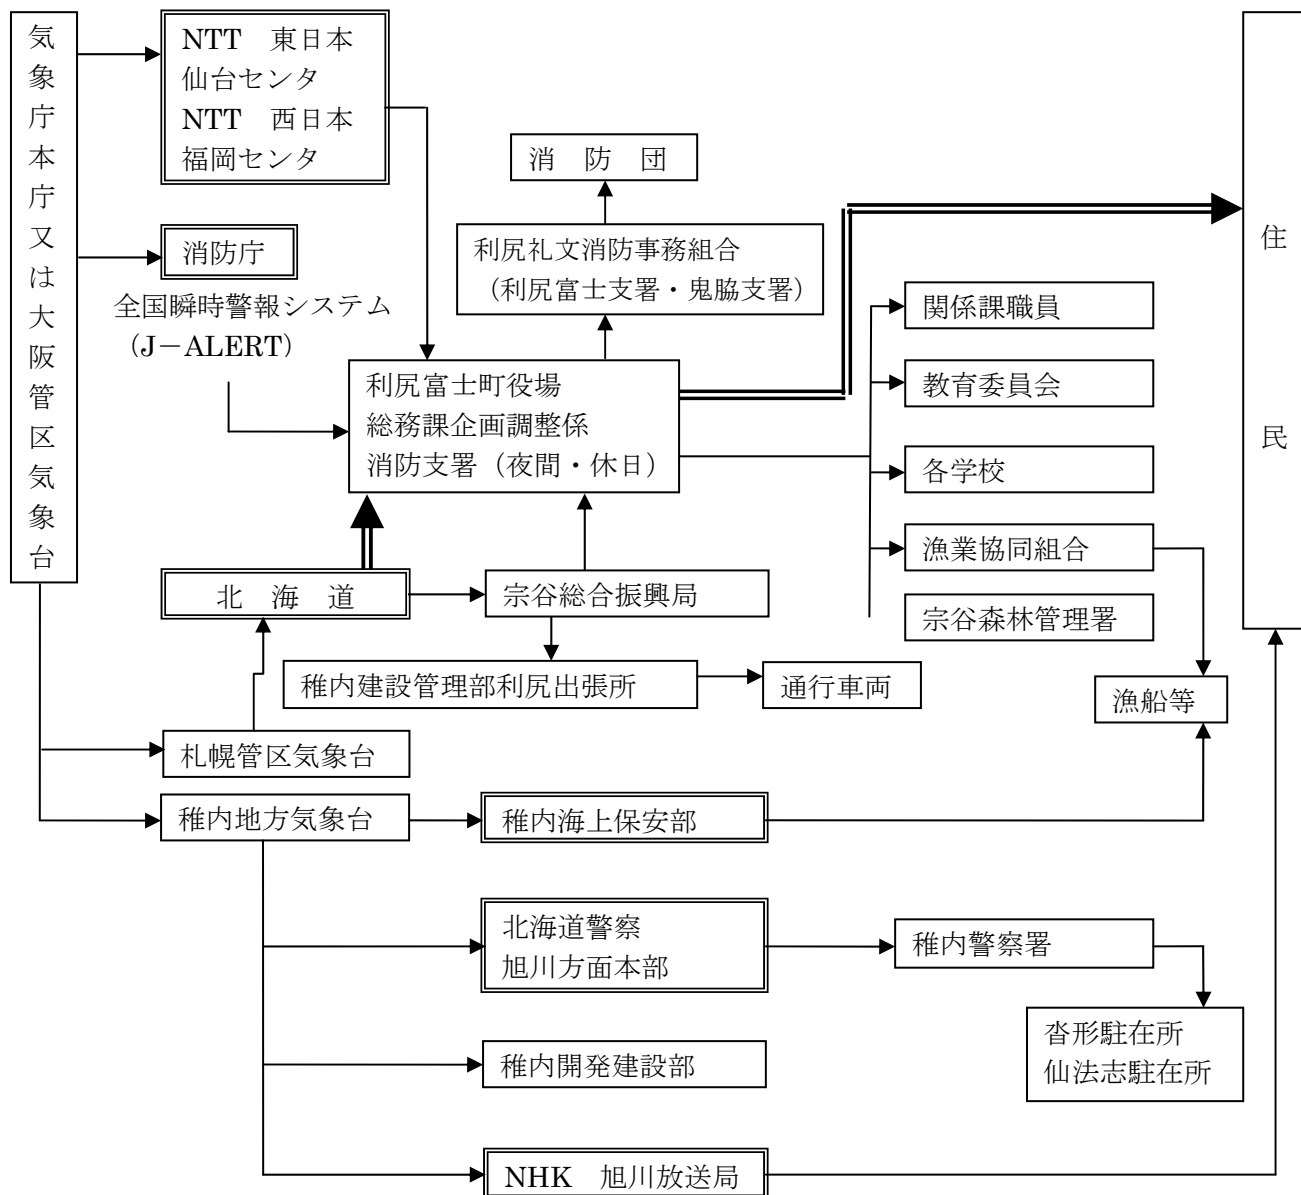 気象庁本庁又は大阪管区気象台
NTT　東日本
仙台センタ
NTT　西日本
福岡センタ
消　防　団
利尻礼文消防事務組合
（利尻富士支署・鬼脇支署）
消防庁
全国瞬時警報システム
（J－ALERT）
利尻富士町役場
総務課企画調整係
消防支署（夜間・休日）
関係課職員
教育委員会
各学校
漁業協同組合
宗谷森林管理署
住民
北　海　道
宗谷総合振興局
稚内建設管理部利尻出張所
通行車両
漁船等
札幌管区気象台
稚内地方気象台
稚内海上保安部
北海道警察
旭川方面本部
稚内警察署
沓形駐在所
仙法志駐在所
稚内開発建設部
NHK　旭川放送局